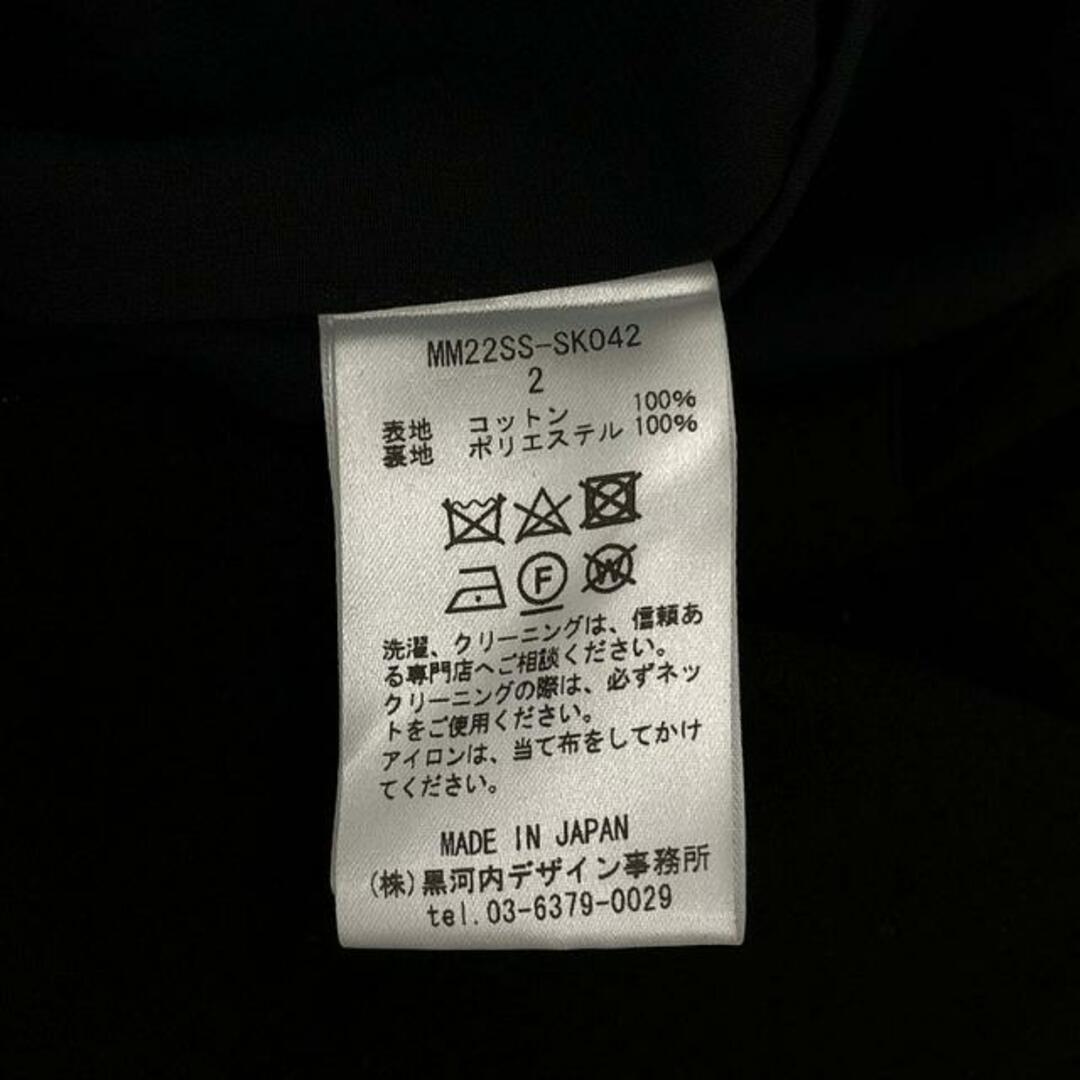 MM22SS-SK042
2
表地 コットン 100%
裏地 ポリエステル 100%
F W
洗濯、クリーニングは、信頼あ
る専門店へご相談ください。
クリーニングの際は、必ずネッ
トをご使用ください。
アイロンは、当て布をしてかけ
てください。
MADE IN JAPAN
(株)黒河内デザイン事務所
tel.03-6379-0029